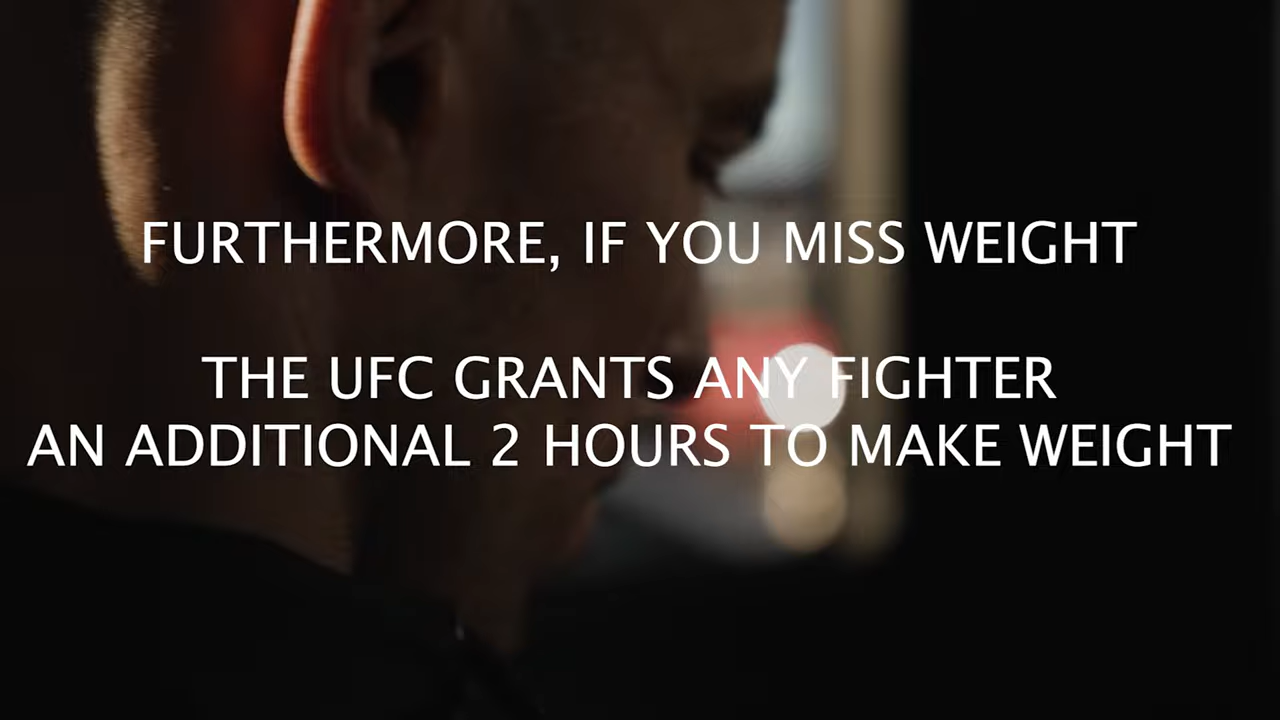 FURTHERMORE, IF YOU MISS WEIGHT
THE UFC GRANTS ANY FIGHTER
AN ADDITIONAL 2 HOURS TO MAKE WEIGHT